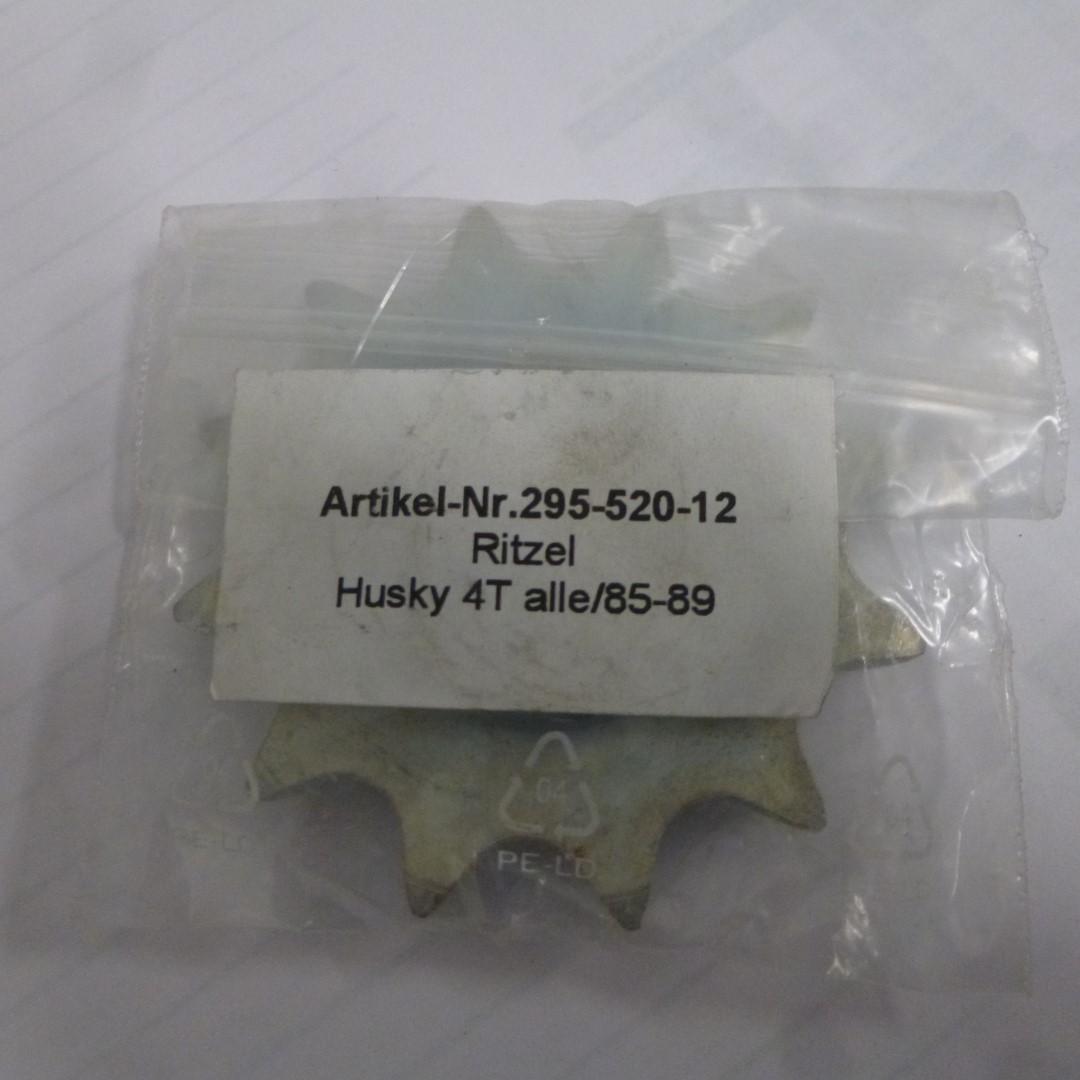 Artikel-Nr.295-520-12
Ritzel
Husky 4T alle/85-89
04
PE-LD